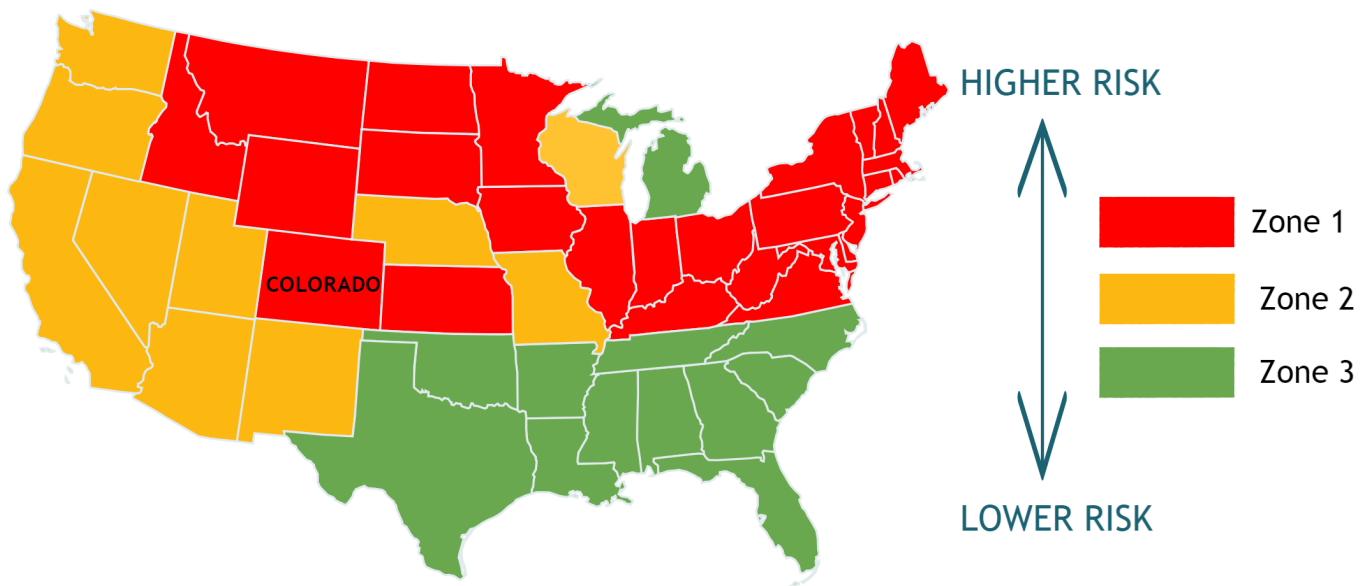 HIGHER RISK
COLORADO
Zone 1
Zone 2
Zone 3
LOWER RISK